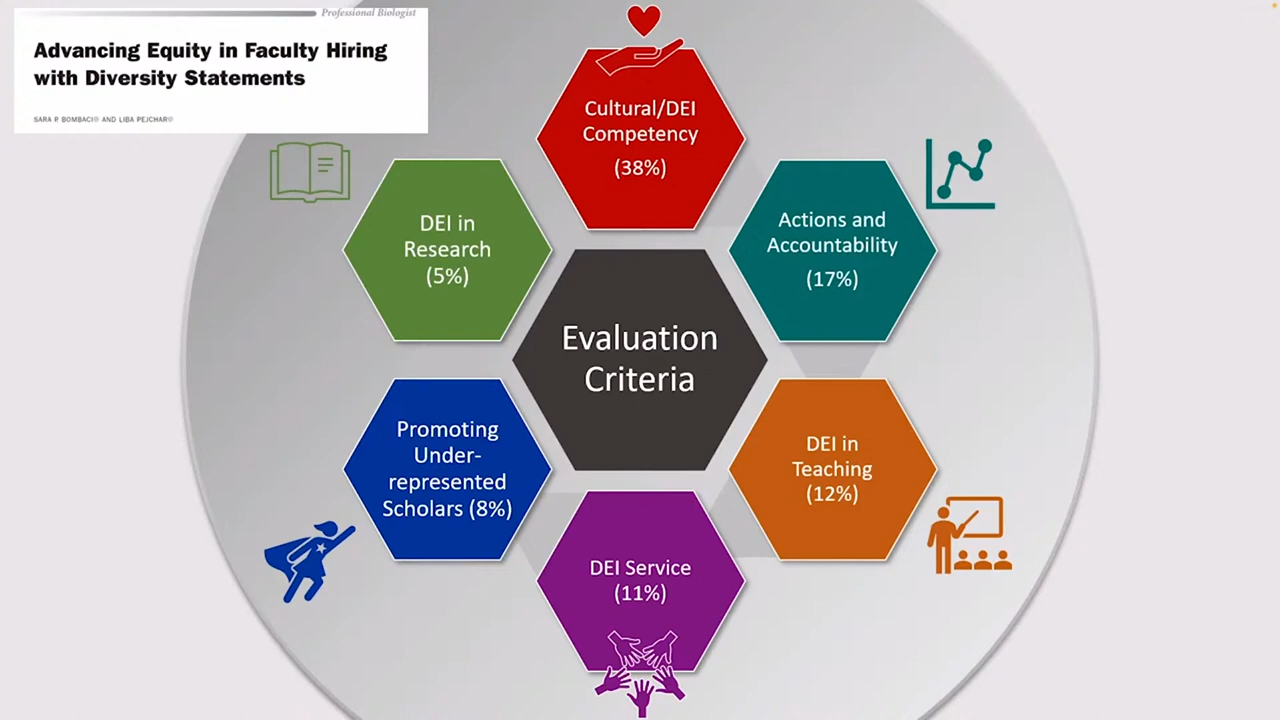 Professional Biologist
Advancing Equity in Faculty Hiring
with Diversity Statements
SARA P. BOMBACI AND LIBA PEJCHAR
Cultural/DEI
Competency
(38%)
Actions and
Accountability
(17%)
DEI in
Teaching
(12%)
DEI Service
(11%)
Promoting
Under-
represented
Scholars (8%)
DEI in
Research
(5%)
Evaluation
Criteria